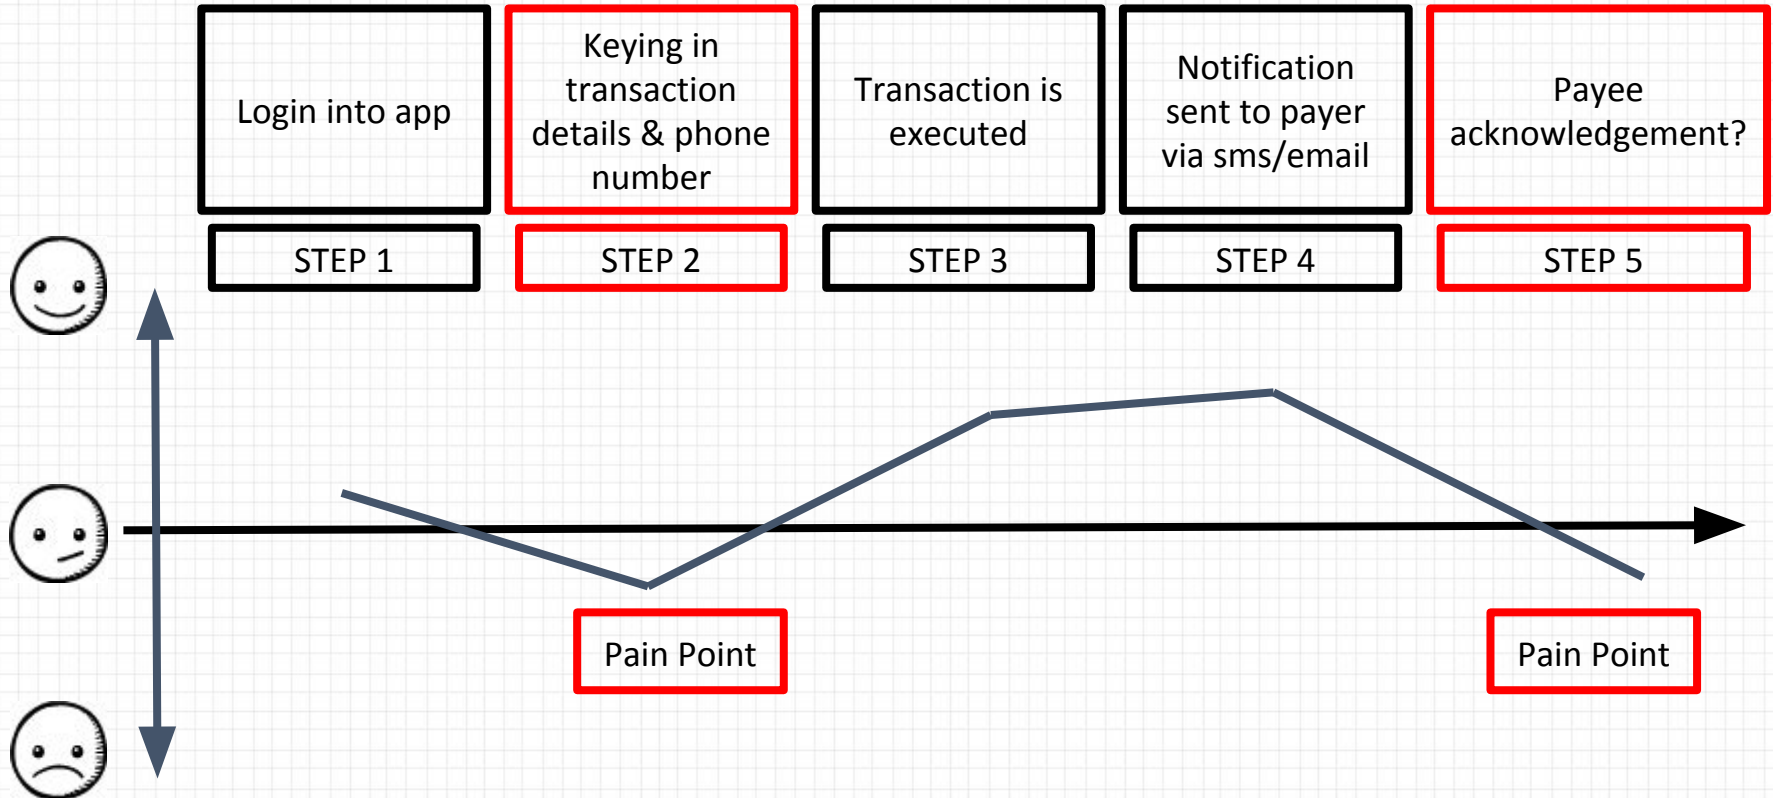 Login into app
Keying in
transaction
details & phone
number
Transaction is
executed
Notification
sent to payer
via sms/email
Payee
acknowledgement?
STEP 1
STEP 2
STEP 3
STEP 4
STEP 5
Pain Point
Pain Point